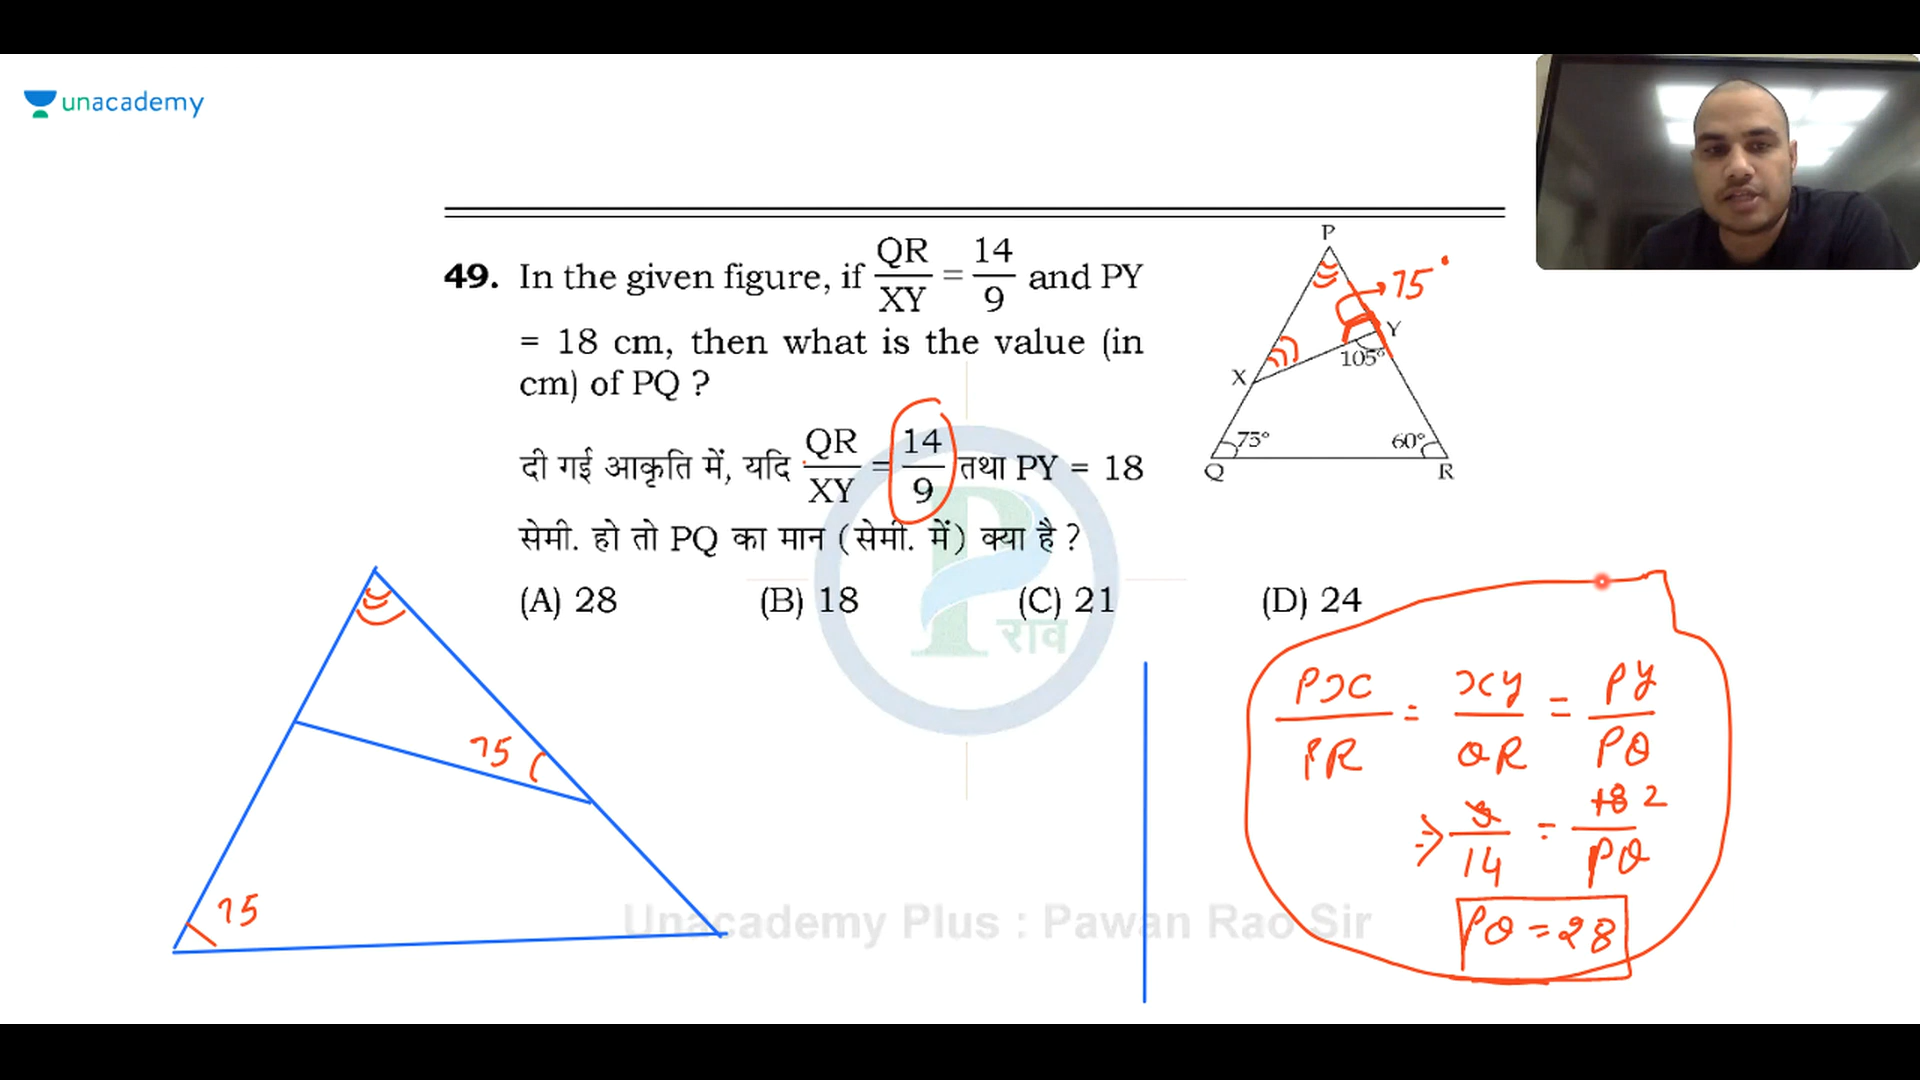 unacademy
49. In the given figure, if QR/XY = 14/9 and PY
= 18 cm, then what is the value (in
cm) of PQ ?
दी गई आकृति में, यदि QR/XY = 14/9 तथा PY = 18
सेमी. हो तो PQ का मान (सेमी. में) क्या है ?
(A) 28 (B) 18 (C) 21 (D) 24
P
75°
Y
105°
X
75°
60°
Q
R
राव
75
75
PX/PR = XY/QR = PY/PQ
⇒ 9/14 = 18 2/PQ
PQ = 28
Unacademy Plus : Pawan Rao Sir